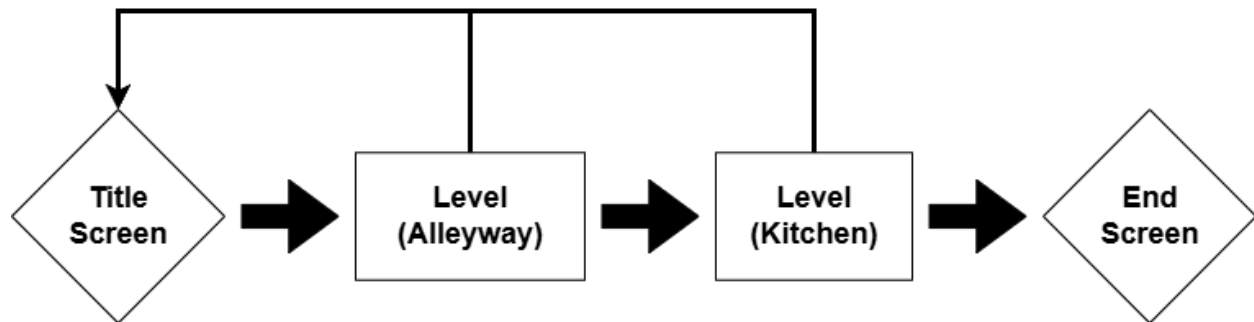 Title
Screen
Level
(Alleyway)
Level
(Kitchen)
End
Screen